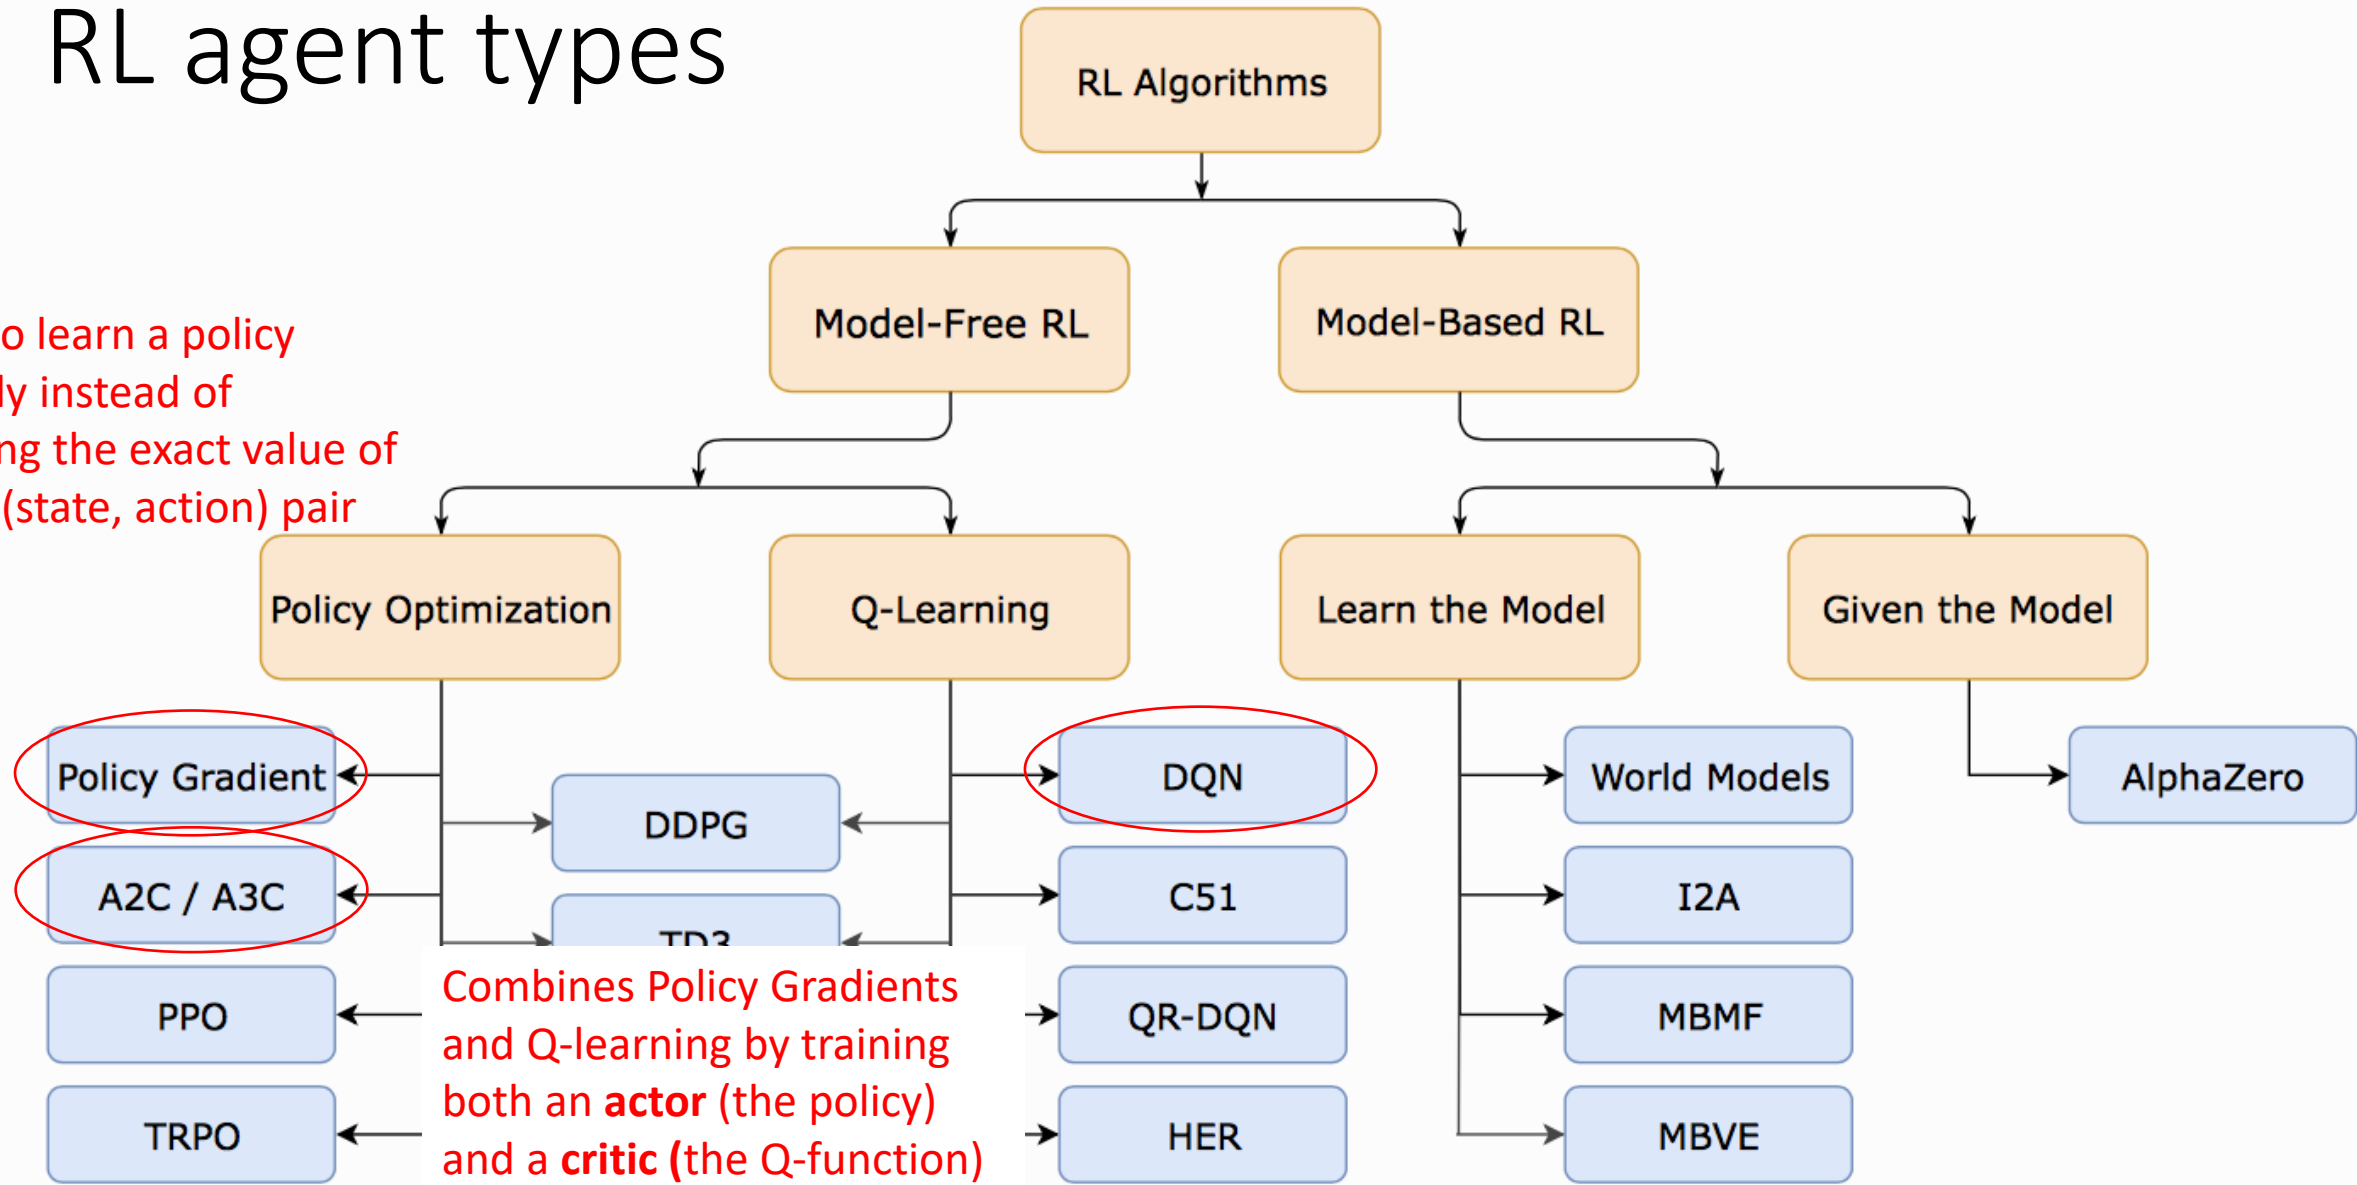 RL agent types
RL Algorithms
Model-Free RL
Model-Based RL
learn a policy
instead of
the exact value of
(state, action) pair
Policy Optimization
Q-Learning
Learn the Model
Given the Model
Policy Gradient
DDPG
DQN
World Models
AlphaZero
A2C / A3C
TD3
C51
I2A
PPO
Combines Policy Gradients
and Q-learning by training
both an actor (the policy)
and a critic (the Q-function)
QR-DQN
MBMF
TRPO
HER
MBVE